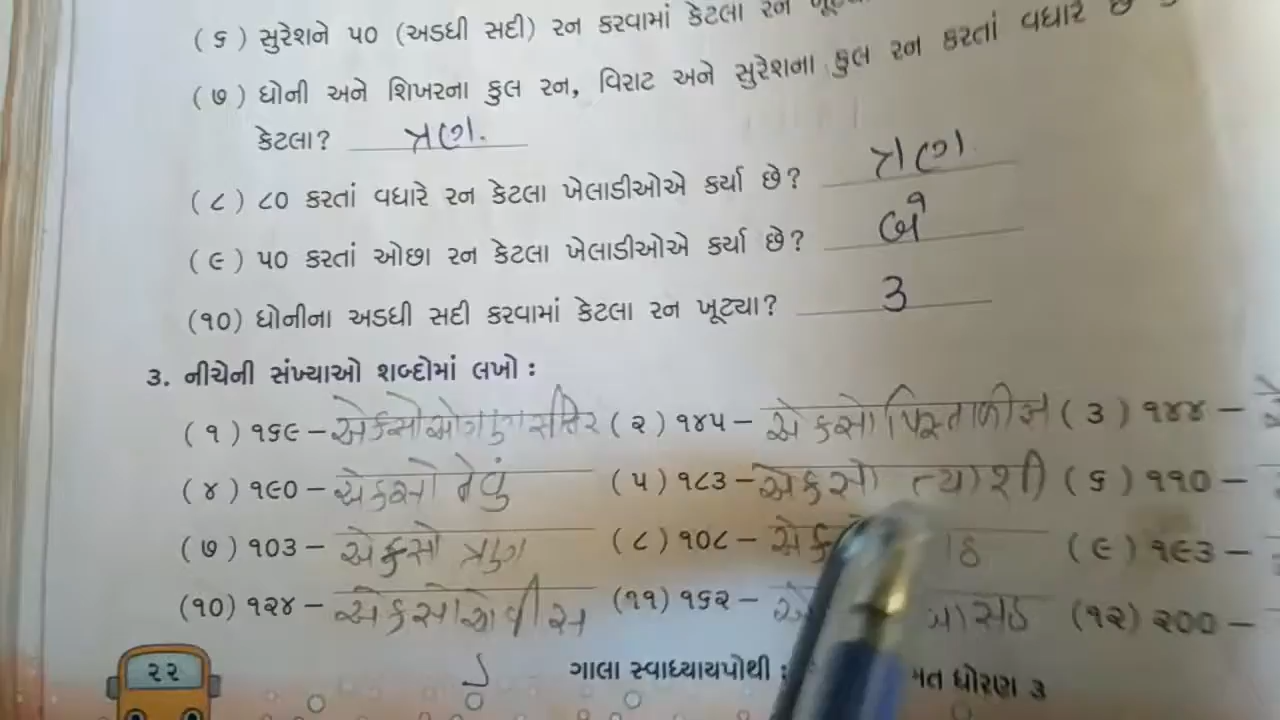 (૬) સુરેશને ૫૦ (અડધી સદી) રન કરવામાં કેટલા રન
(૭) ધોની અને શિખરના કુલ રન, વિરાટ અને સુરેશના કુલ રન કરતાં વધારે છે
કેટલા? ત્રણ.
(૮) ૮૦ કરતાં વધારે રન કેટલા ખેલાડીઓએ કર્યા છે? ત્રણ.
(૯) ૫૦ કરતાં ઓછા રન કેટલા ખેલાડીઓએ કર્યા છે? બે
(૧૦) ધોનીના અડધી સદી કરવામાં કેટલા રન ખૂટ્યા? 3
૩. નીચેની સંખ્યાઓ શબ્દોમાં લખો :
(૧) ૧૬૯ – એકસોઓગણસિત્તેર (૨) ૧૪૫ – એકસો પિસ્તાળીસ (૩) ૧૪૪ –
(૪) ૧૯૦ – એકસો નેવું (૫) ૧૮૩ – એકસો ત્યાશી (૬) ૧૧૦ –
(૭) ૧૦૩ – એકસો ત્રણ (૮) ૧૦૮ – (૯) ૧૯૩ –
(૧૦) ૧૨૪ – એકસોચોવીસ (૧૧) ૧૬૨ – (૧૨) ૨૦૦ –
૨૨ ગાલા સ્વાધ્યાયપોથી : ધોરણ ૩